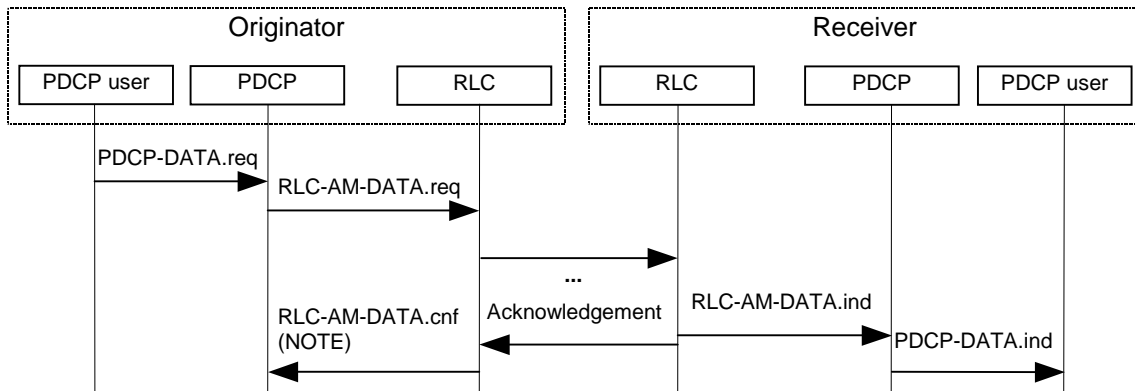 Originator
Receiver
PDCP user
PDCP
RLC
RLC
PDCP
PDCP user
PDCP-DATA.req
RLC-AM-DATA.req
...
RLC-AM-DATA.cnf
(NOTE)
Acknowledgement
RLC-AM-DATA.ind
PDCP-DATA.ind